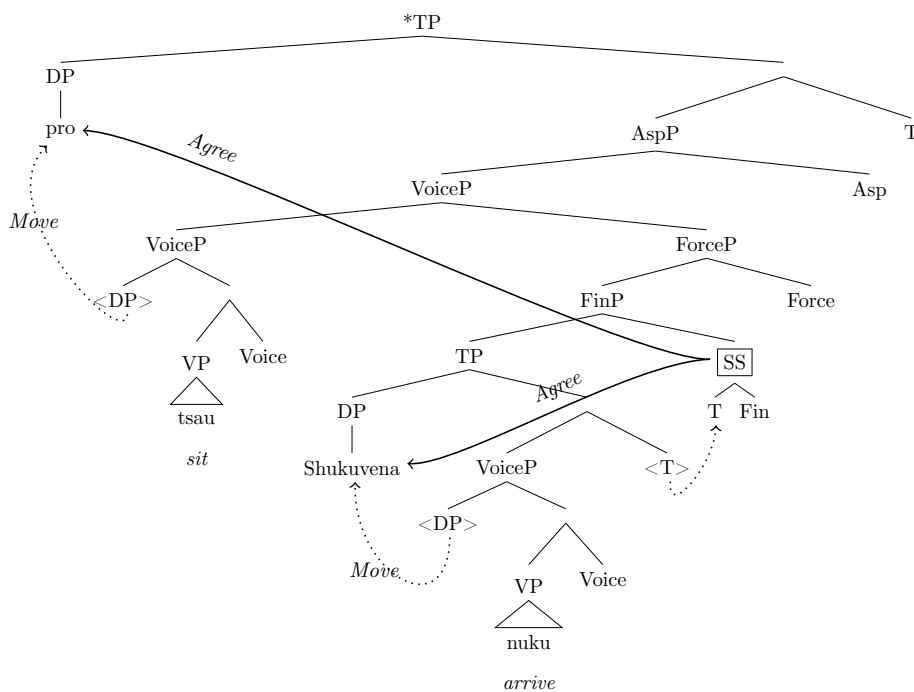 *TP
DP
pro
Agree
AspP
T
VoiceP
Asp
Move
VoiceP
ForceP
<DP>
FinP
Force
VP
Voice
TP
SS
tsau
DP
Agree
T
Fin
sit
Shukuvena
VoiceP
<T>
<DP>
Move
VP
Voice
nuku
arrive